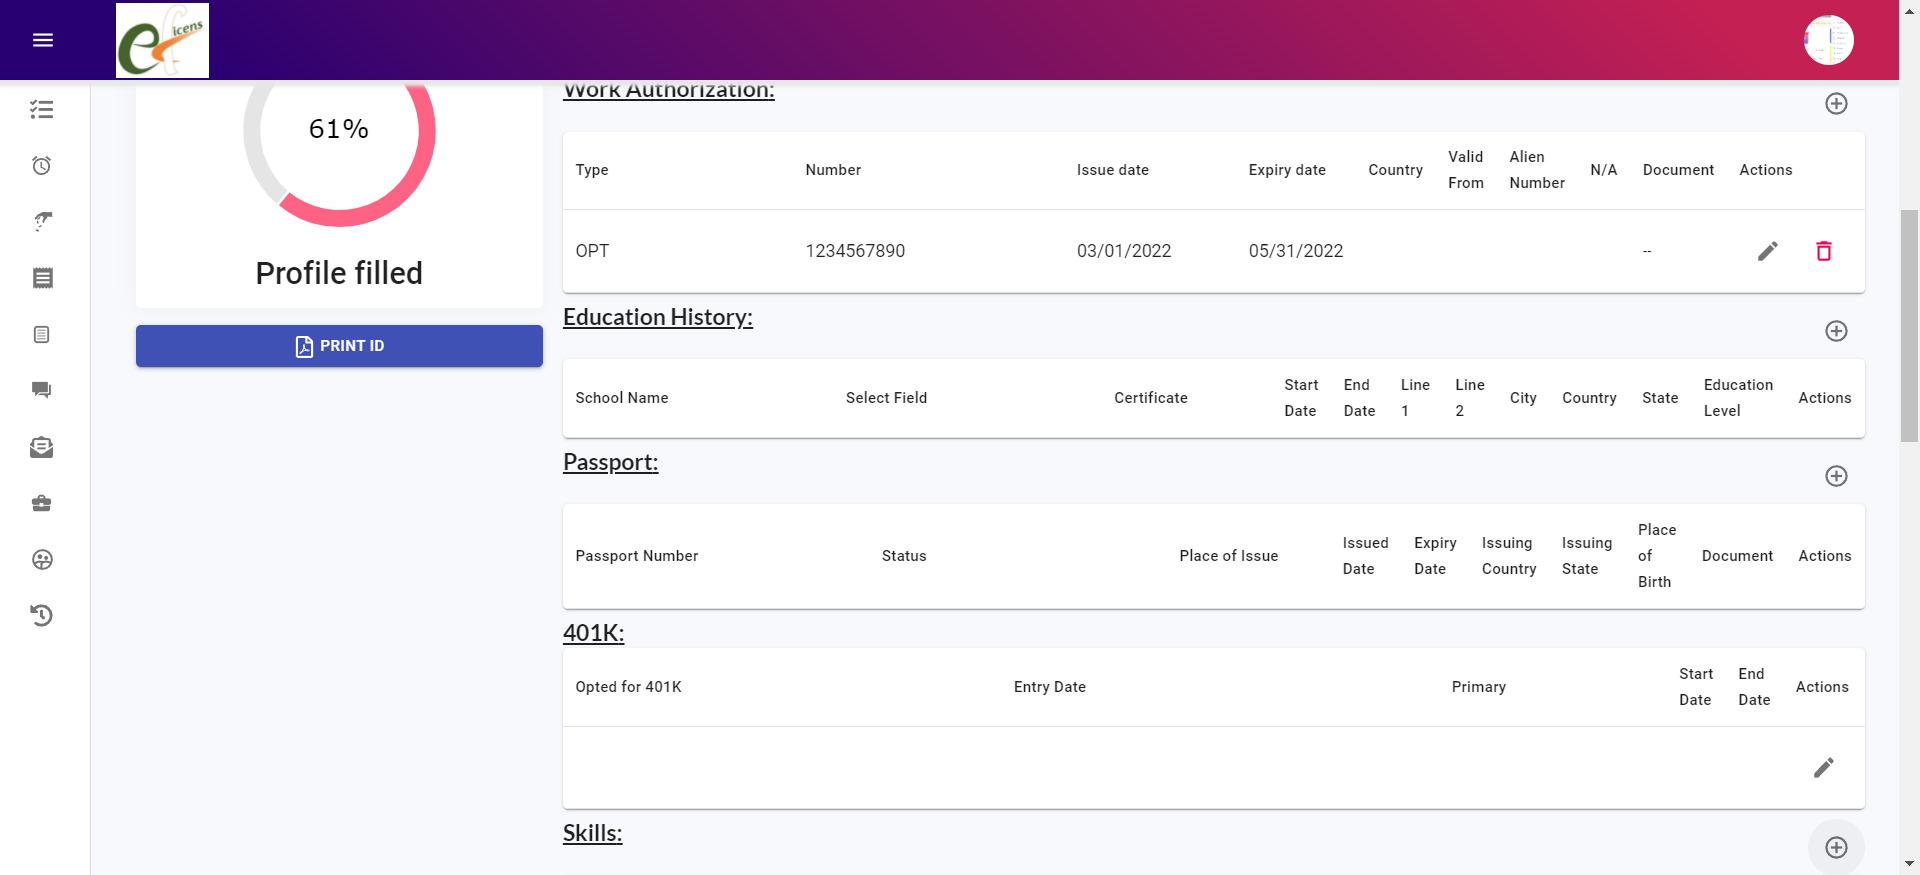 eficens
61%
Profile filled
PRINT ID
Work Authorization:
Type Number Issue date Expiry date Country Valid From Alien Number N/A Document Actions
OPT 1234567890 03/01/2022 05/31/2022 --
Education History:
School Name Select Field Certificate Start Date End Date Line 1 Line 2 City Country State Education Level Actions
Passport:
Passport Number Status Place of Issue Issued Date Expiry Date Issuing Country Issuing State Place of Birth Document Actions
401K:
Opted for 401K Entry Date Primary Start Date End Date Actions
Skills: